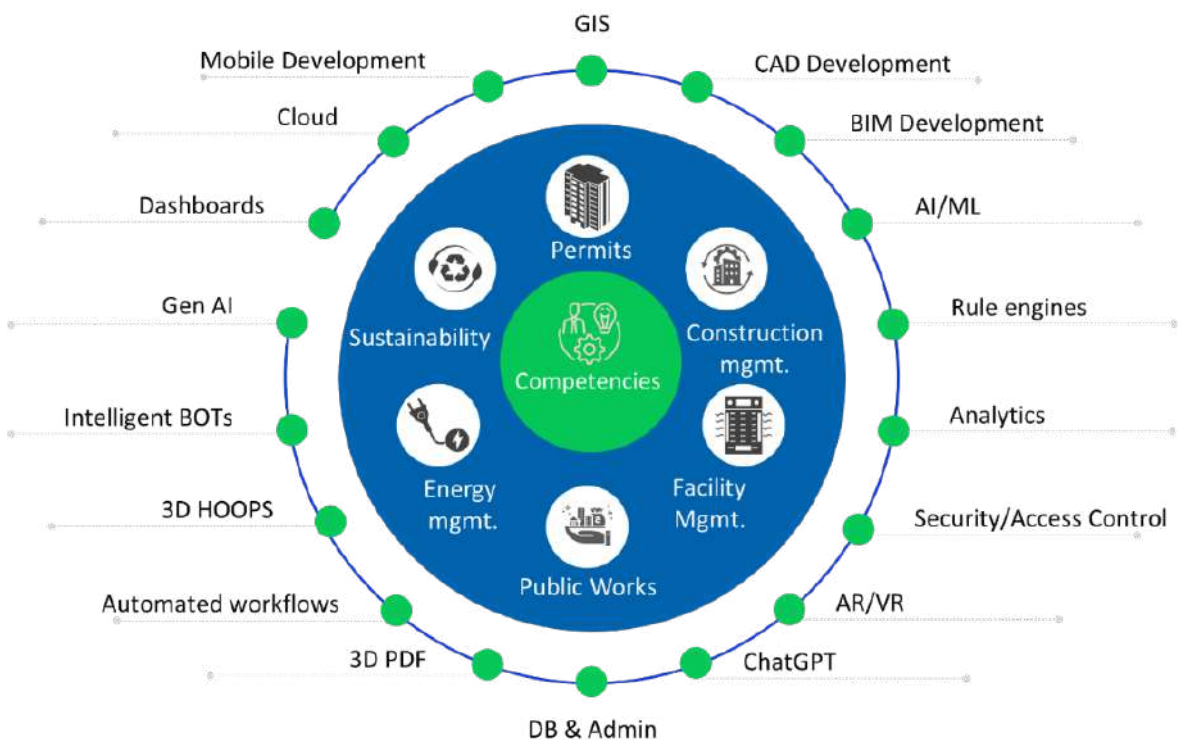 GIS
Mobile Development
CAD Development
Cloud
BIM Development
Dashboards
AI/ML
Gen AI
Rule engines
Intelligent BOTs
Analytics
3D HOOPS
Security/Access Control
Automated workflows
AR/VR
3D PDF
ChatGPT
DB & Admin
Permits
Sustainability
Construction
mgmt.
Competencies
Energy
mgmt.
Facility
Mgmt.
Public Works